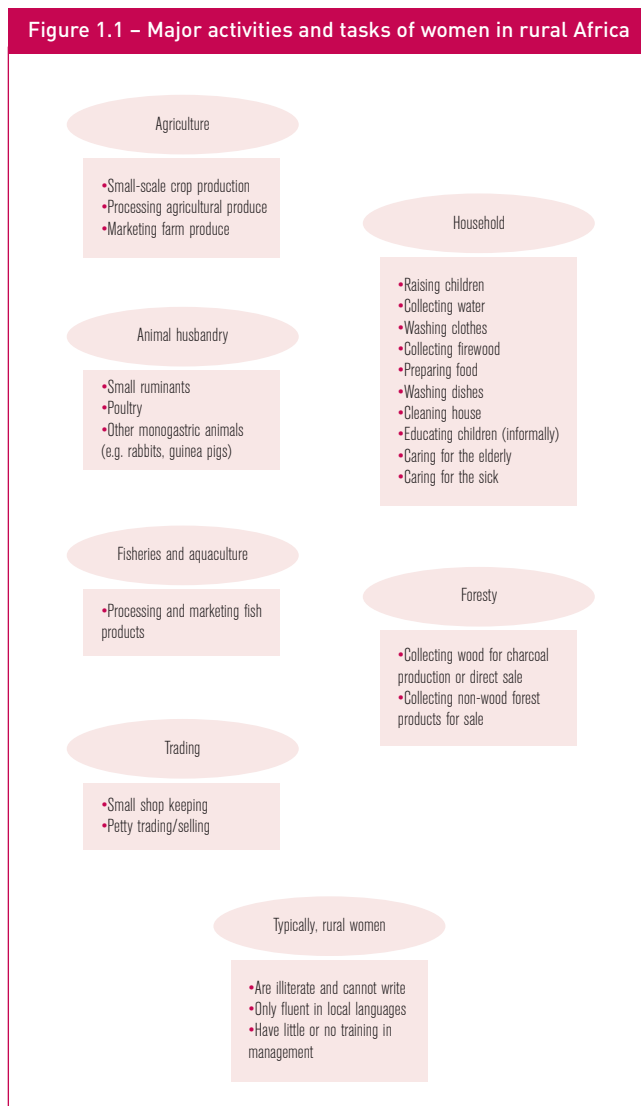 Figure 1.1 – Major activities and tasks of women in rural Africa
Agriculture
•Small-scale crop production
•Processing agricultural produce
•Marketing farm produce
Animal husbandry
•Small ruminants
•Poultry
•Other monogastric animals
(e.g. rabbits, guinea pigs)
Fisheries and aquaculture
•Processing and marketing fish
products
Trading
•Small shop keeping
•Petty trading/selling
Household
•Raising children
•Collecting water
•Washing clothes
•Collecting firewood
•Preparing food
•Washing dishes
•Cleaning house
•Educating children (informally)
•Caring for the elderly
•Caring for the sick
Foresty
•Collecting wood for charcoal
production or direct sale
•Collecting non-wood forest
products for sale
Typically, rural women
•Are illiterate and cannot write
•Only fluent in local languages
•Have little or no training in
management